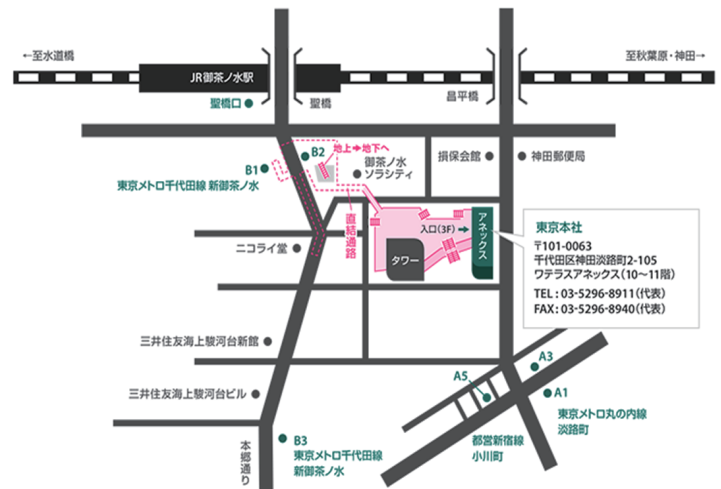 ←至水道橋
至秋葉原・神田→
JR御茶ノ水駅
聖橋口
聖橋
昌平橋
B1
B2
地上→地下へ
御茶ノ水
ソラシティ
損保会館
神田郵便局
東京メトロ千代田線 新御茶ノ水
直結通路
入口(3F)→
アネックス
タワー
ニコライ堂
東京本社
〒101-0063
千代田区神田淡路町2-105
ワテラスアネックス(10〜11階)
TEL : 03-5296-8911(代表)
FAX : 03-5296-8940(代表)
三井住友海上駿河台新館
三井住友海上駿河台ビル
A3
A5
A1
東京メトロ丸の内線
淡路町
都営新宿線
小川町
本郷通り
B3
東京メトロ千代田線
新御茶ノ水